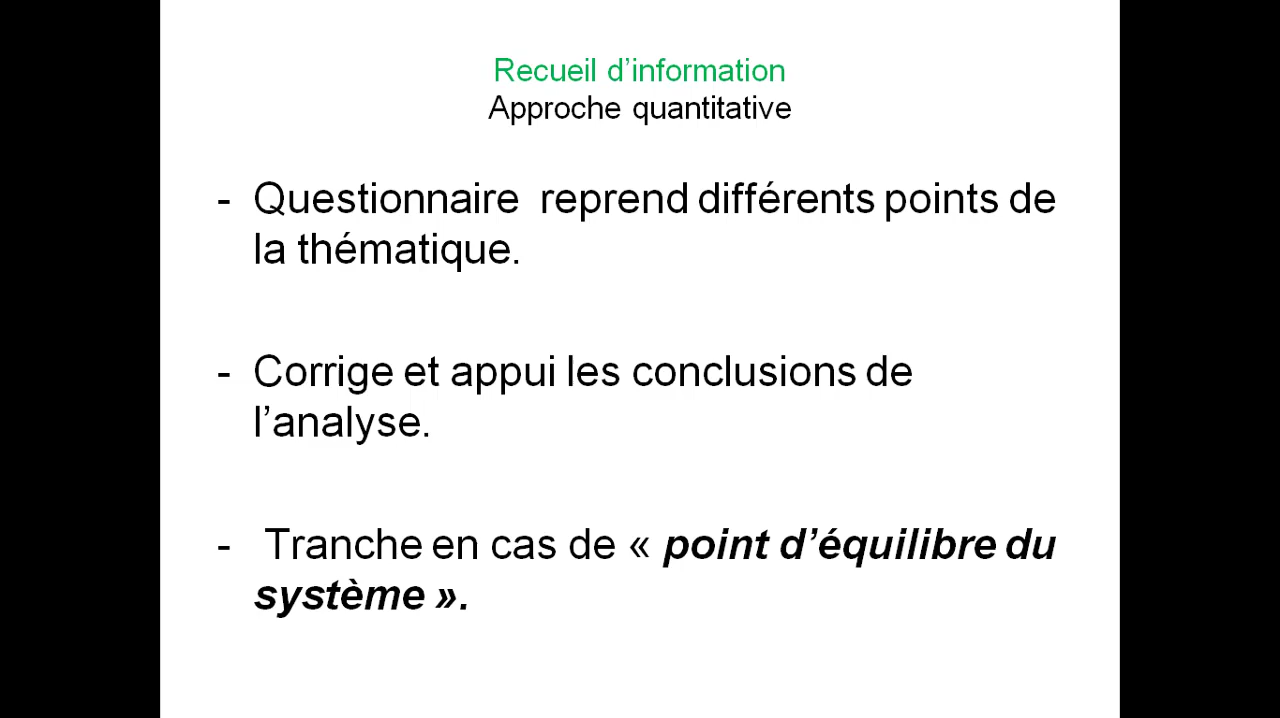 Recueil d’information
Approche quantitative
- Questionnaire reprend différents points de
la thématique.
- Corrige et appui les conclusions de
l’analyse.
- Tranche en cas de « point d’équilibre du
système ».